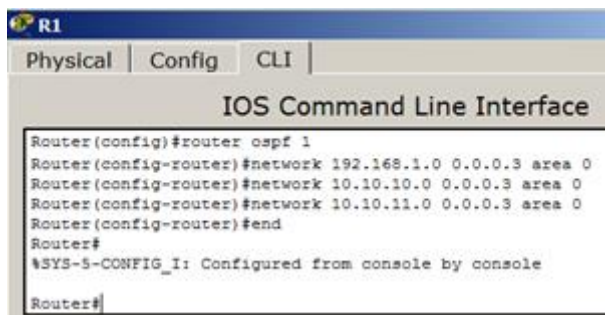 R1
Physical Config CLI
IOS Command Line Interface
Router(config)#router ospf 1
Router(config-router)#network 192.168.1.0 0.0.0.3 area 0
Router(config-router)#network 10.10.10.0 0.0.0.3 area 0
Router(config-router)#network 10.10.11.0 0.0.0.3 area 0
Router(config-router)#end
Router#
%SYS-5-CONFIG_I: Configured from console by console
Router#